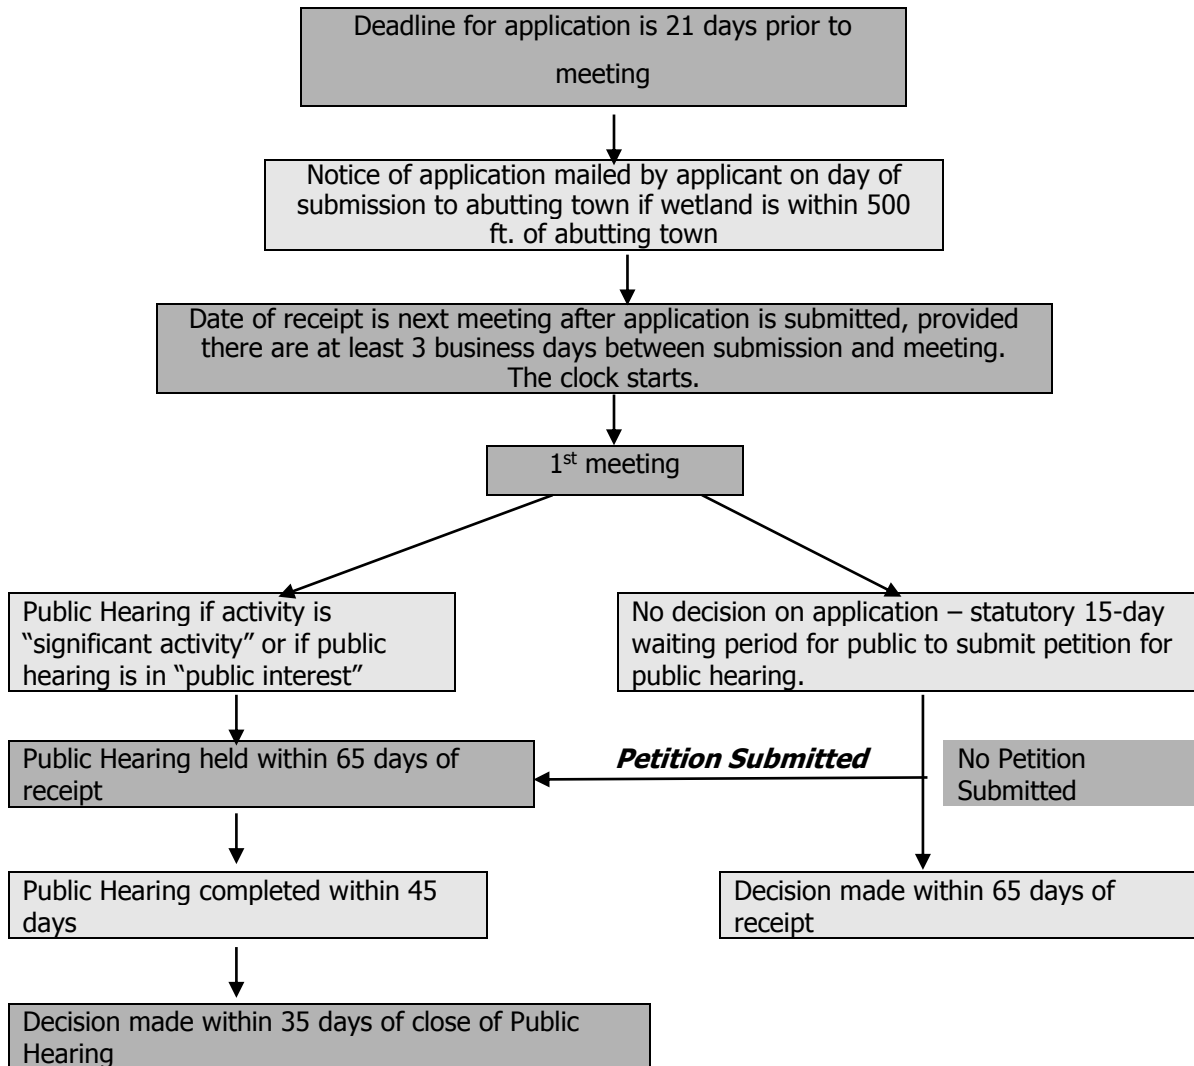 Deadline for application is 21 days prior to
meeting
Notice of application mailed by applicant on day of
submission to abutting town if wetland is within 500
ft. of abutting town
Date of receipt is next meeting after application is submitted, provided
there are at least 3 business days between submission and meeting.
The clock starts.
1st meeting
Public Hearing if activity is
“significant activity” or if public
hearing is in “public interest”
No decision on application – statutory 15-day
waiting period for public to submit petition for
public hearing.
Public Hearing held within 65 days of
receipt
Petition Submitted
No Petition
Submitted
Public Hearing completed within 45
days
Decision made within 65 days of
receipt
Decision made within 35 days of close of Public
Hearing